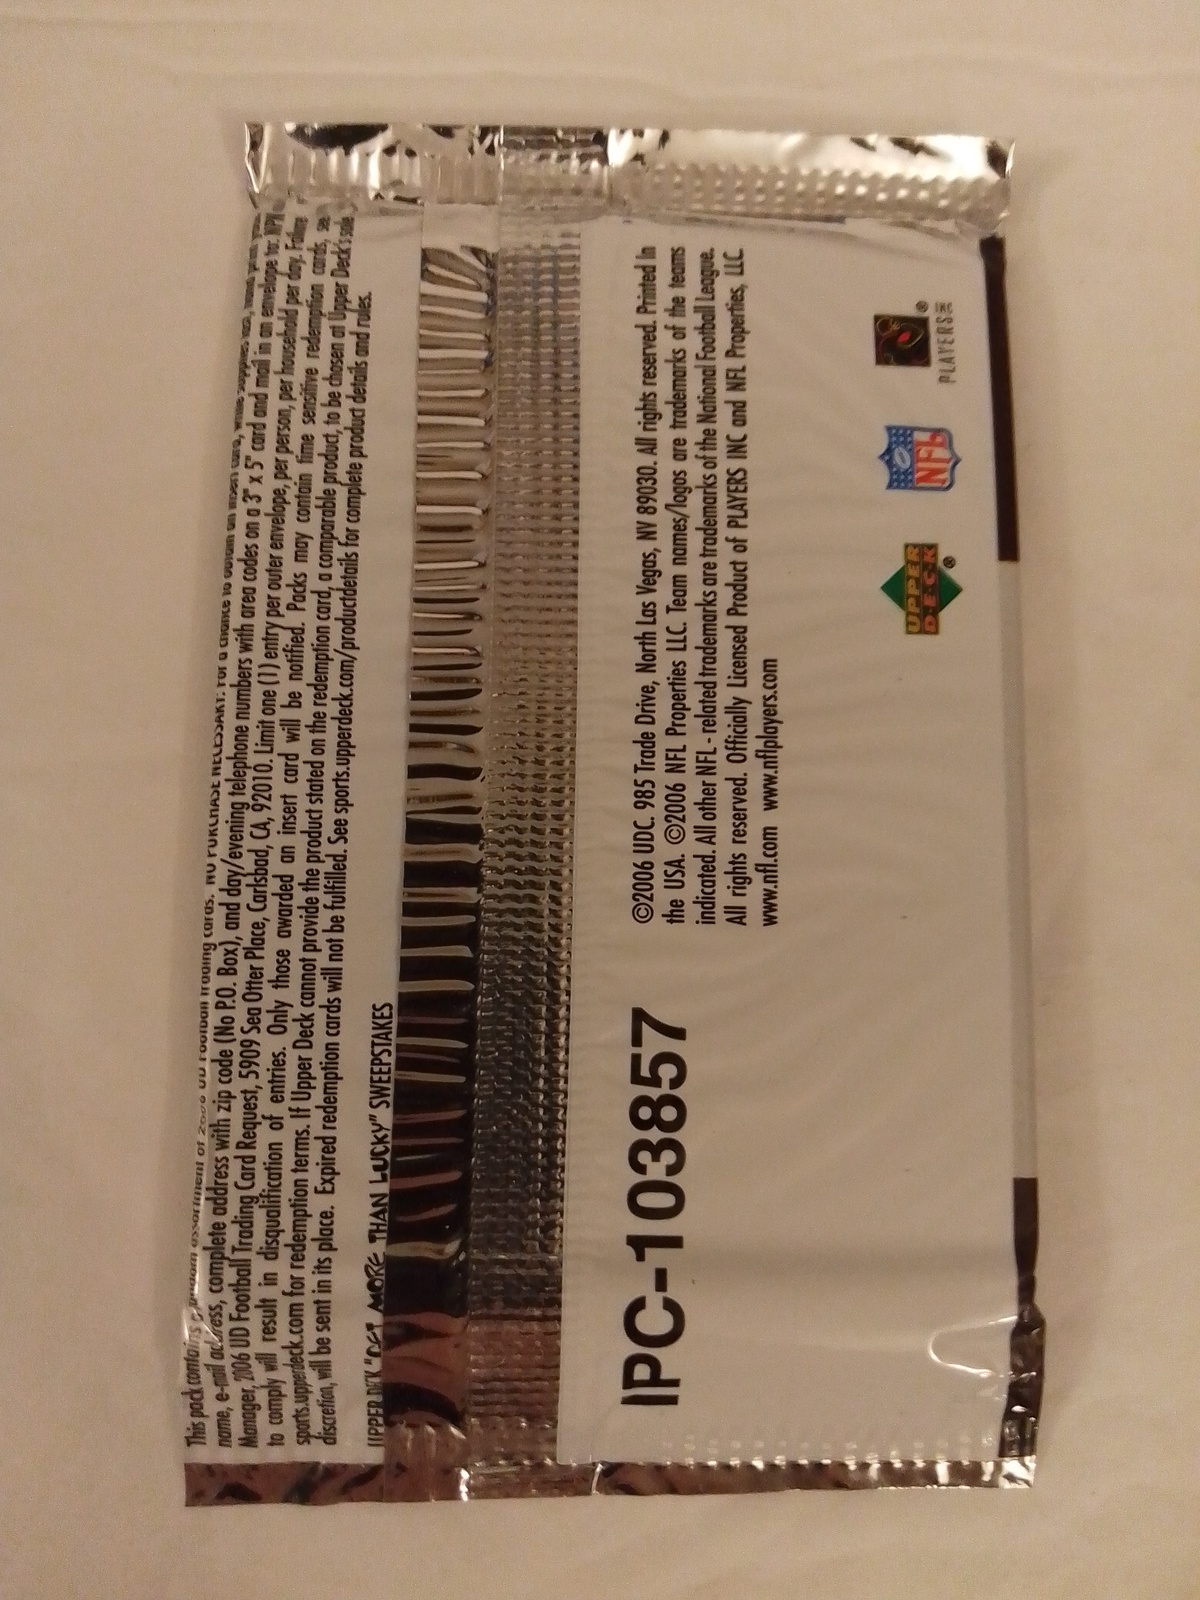 This pack contains a random assortment of 2006 UD Football trading cards. NO PURCHASE NECESSARY: For a chance to obtain an insert card, while supplies last, hand print your
name, e-mail address, complete address with zip code (No P.O. Box), and day/evening telephone numbers with area codes on a 3" x 5" card and mail in an envelope to: NPN
Manager, 2006 UD Football Trading Card Request, 5909 Sea Otter Place, Carlsbad, CA, 92010. Limit one (1) entry per outer envelope, per person, per household per day. Failure
to comply will result in disqualification of entries. Only those awarded an insert card will be notified. Packs may contain time sensitive redemption cards, see
sports.upperdeck.com for redemption terms. If Upper Deck cannot provide the product stated on the redemption card, a comparable product, to be chosen at Upper Deck's sole
discretion, will be sent in its place. Expired redemption cards will not be fulfilled. See sports.upperdeck.com/productdetails for complete product details and rules.
UPPER DECK "GET MORE THAN LUCKY" SWEEPSTAKES
IPC-103857
©2006 UDC. 985 Trade Drive, North Las Vegas, NV 89030. All rights reserved. Printed in
the USA. ©2006 NFL Properties LLC. Team names/logos are trademarks of the teams
indicated. All other NFL-related trademarks are trademarks of the National Football League.
All rights reserved. Officially Licensed Product of PLAYERS INC and NFL Properties, LLC.
www.nfl.com www.nflplayers.com
UPPER
D·E·C·K®
NFL
PLAYERS INC ®